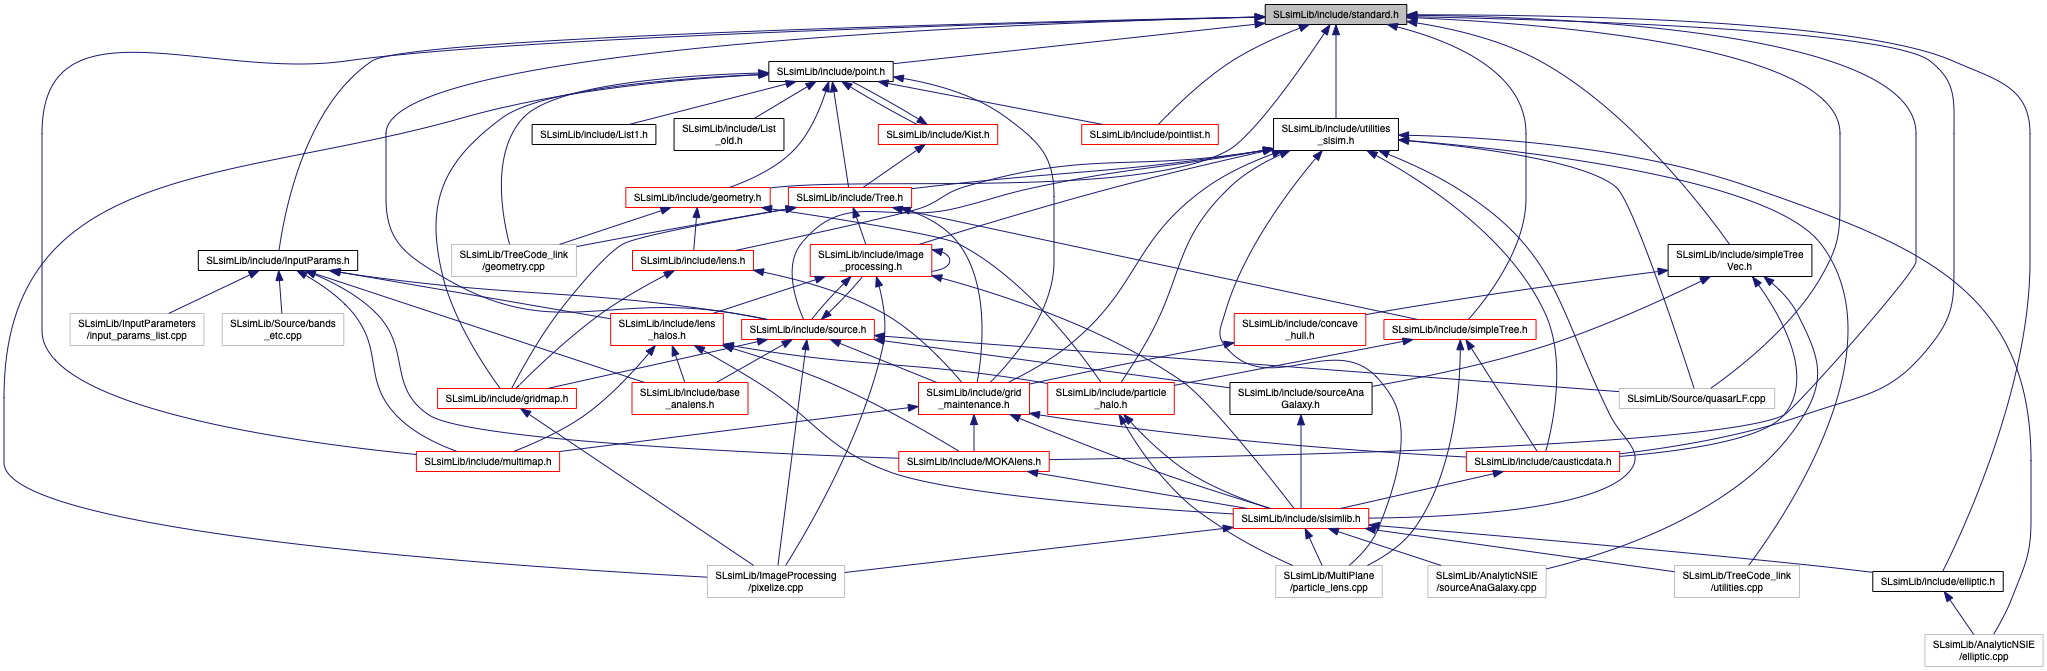 SLsimLib/include/standard.h
SLsimLib/include/point.h
SLsimLib/include/List1.h
SLsimLib/include/List
_old.h
SLsimLib/include/Kist.h
SLsimLib/include/pointlist.h
SLsimLib/include/utilities
_slsim.h
SLsimLib/include/geometry.h
SLsimLib/include/Tree.h
SLsimLib/include/InputParams.h
SLsimLib/TreeCode_link
/geometry.cpp
SLsimLib/include/lens.h
SLsimLib/include/image
_processing.h
SLsimLib/include/simpleTree
Vec.h
SLsimLib/InputParameters
/input_params_list.cpp
SLsimLib/Source/bands
_etc.cpp
SLsimLib/include/lens
_halos.h
SLsimLib/include/source.h
SLsimLib/include/concave
_hull.h
SLsimLib/include/simpleTree.h
SLsimLib/include/gridmap.h
SLsimLib/include/base
_analens.h
SLsimLib/include/grid
_maintenance.h
SLsimLib/include/particle
_halo.h
SLsimLib/include/sourceAna
Galaxy.h
SLsimLib/Source/quasarLF.cpp
SLsimLib/include/multimap.h
SLsimLib/include/MOKAlens.h
SLsimLib/include/causticdata.h
SLsimLib/include/slsimlib.h
SLsimLib/ImageProcessing
/pixelize.cpp
SLsimLib/MultiPlane
/particle_lens.cpp
SLsimLib/AnalyticNSIE
/sourceAnaGalaxy.cpp
SLsimLib/TreeCode_link
/utilities.cpp
SLsimLib/include/elliptic.h
SLsimLib/AnalyticNSIE
/elliptic.cpp